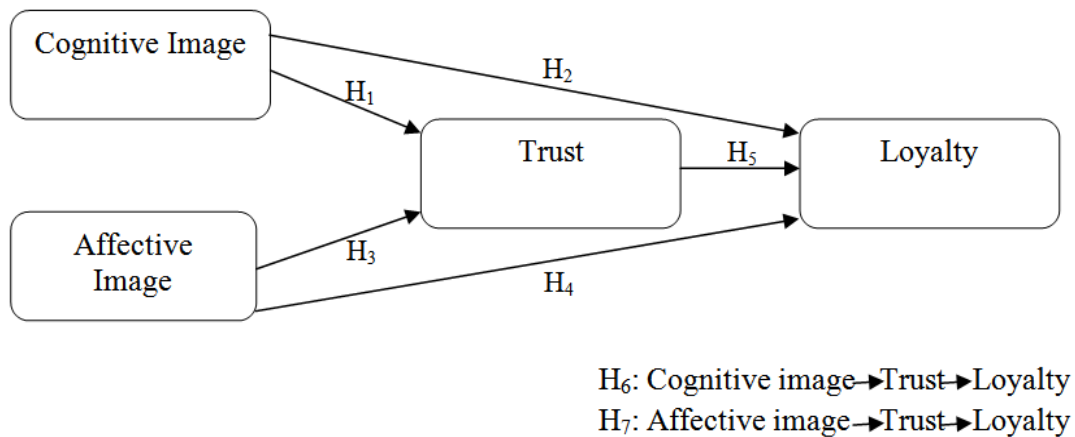 Cognitive Image
H₂
H₁
Trust
H₅
Loyalty
Affective
Image
H₃
H₄
H₆: Cognitive image→Trust→Loyalty
H₇: Affective image→Trust→Loyalty